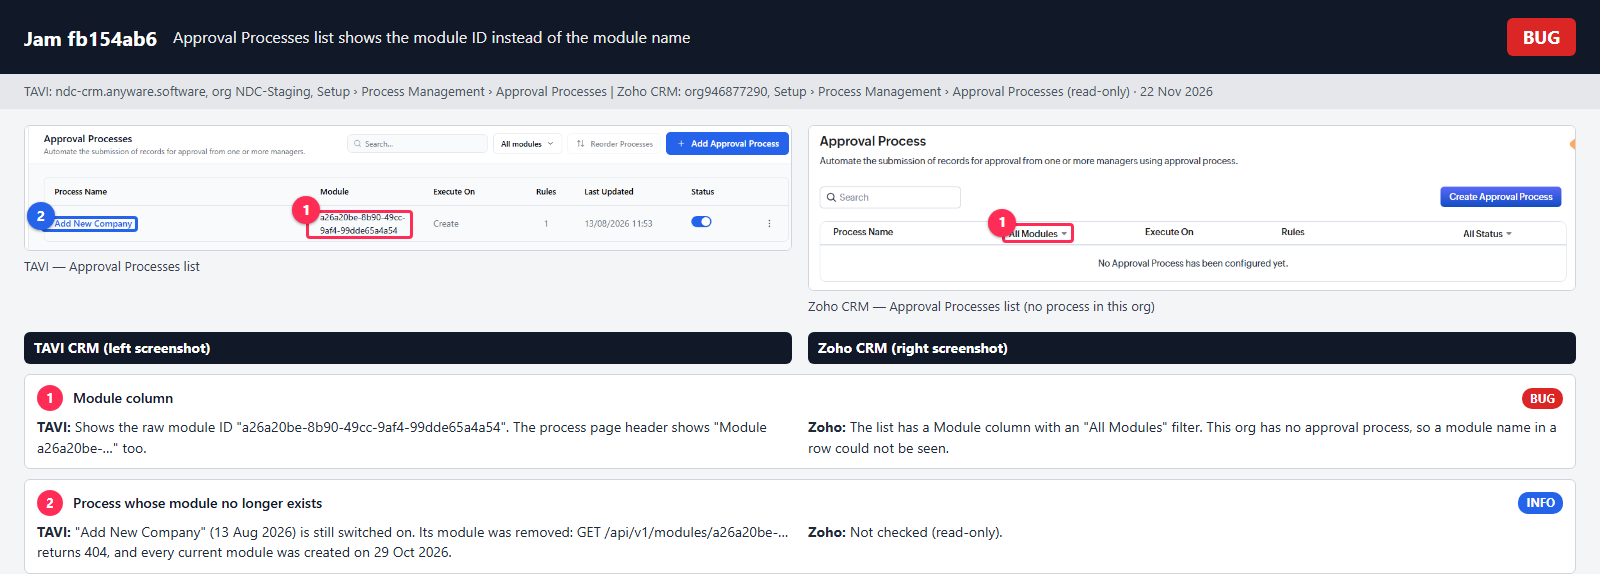 Jam fb154ab6 Approval Processes list shows the module ID instead of the module name BUG
TAVI: ndc-crm.anyware.software, org NDC-Staging, Setup › Process Management › Approval Processes | Zoho CRM: org946877290, Setup › Process Management › Approval Processes (read-only) · 22 Nov 2026
Approval Processes
Automate the submission of records for approval from one or more managers.
Search... All modules Reorder Processes + Add Approval Process
Process Name Module Execute On Rules Last Updated Status
1
2 Add New Company a26a20be-8b90-49cc-
9af4-99dde65a4a54 Create 1 13/08/2026 11:53
TAVI — Approval Processes list
Approval Process
Automate the submission of records for approval from one or more managers using approval process.
Search Create Approval Process
1
Process Name All Modules Execute On Rules All Status
No Approval Process has been configured yet.
Zoho CRM — Approval Processes list (no process in this org)
TAVI CRM (left screenshot) Zoho CRM (right screenshot)
1 Module column BUG
TAVI: Shows the raw module ID "a26a20be-8b90-49cc-9af4-99dde65a4a54". The process page header shows "Module
a26a20be-..." too.
Zoho: The list has a Module column with an "All Modules" filter. This org has no approval process, so a module name in a
row could not be seen.
2 Process whose module no longer exists INFO
TAVI: "Add New Company" (13 Aug 2026) is still switched on. Its module was removed: GET /api/v1/modules/a26a20be-...
returns 404, and every current module was created on 29 Oct 2026.
Zoho: Not checked (read-only).